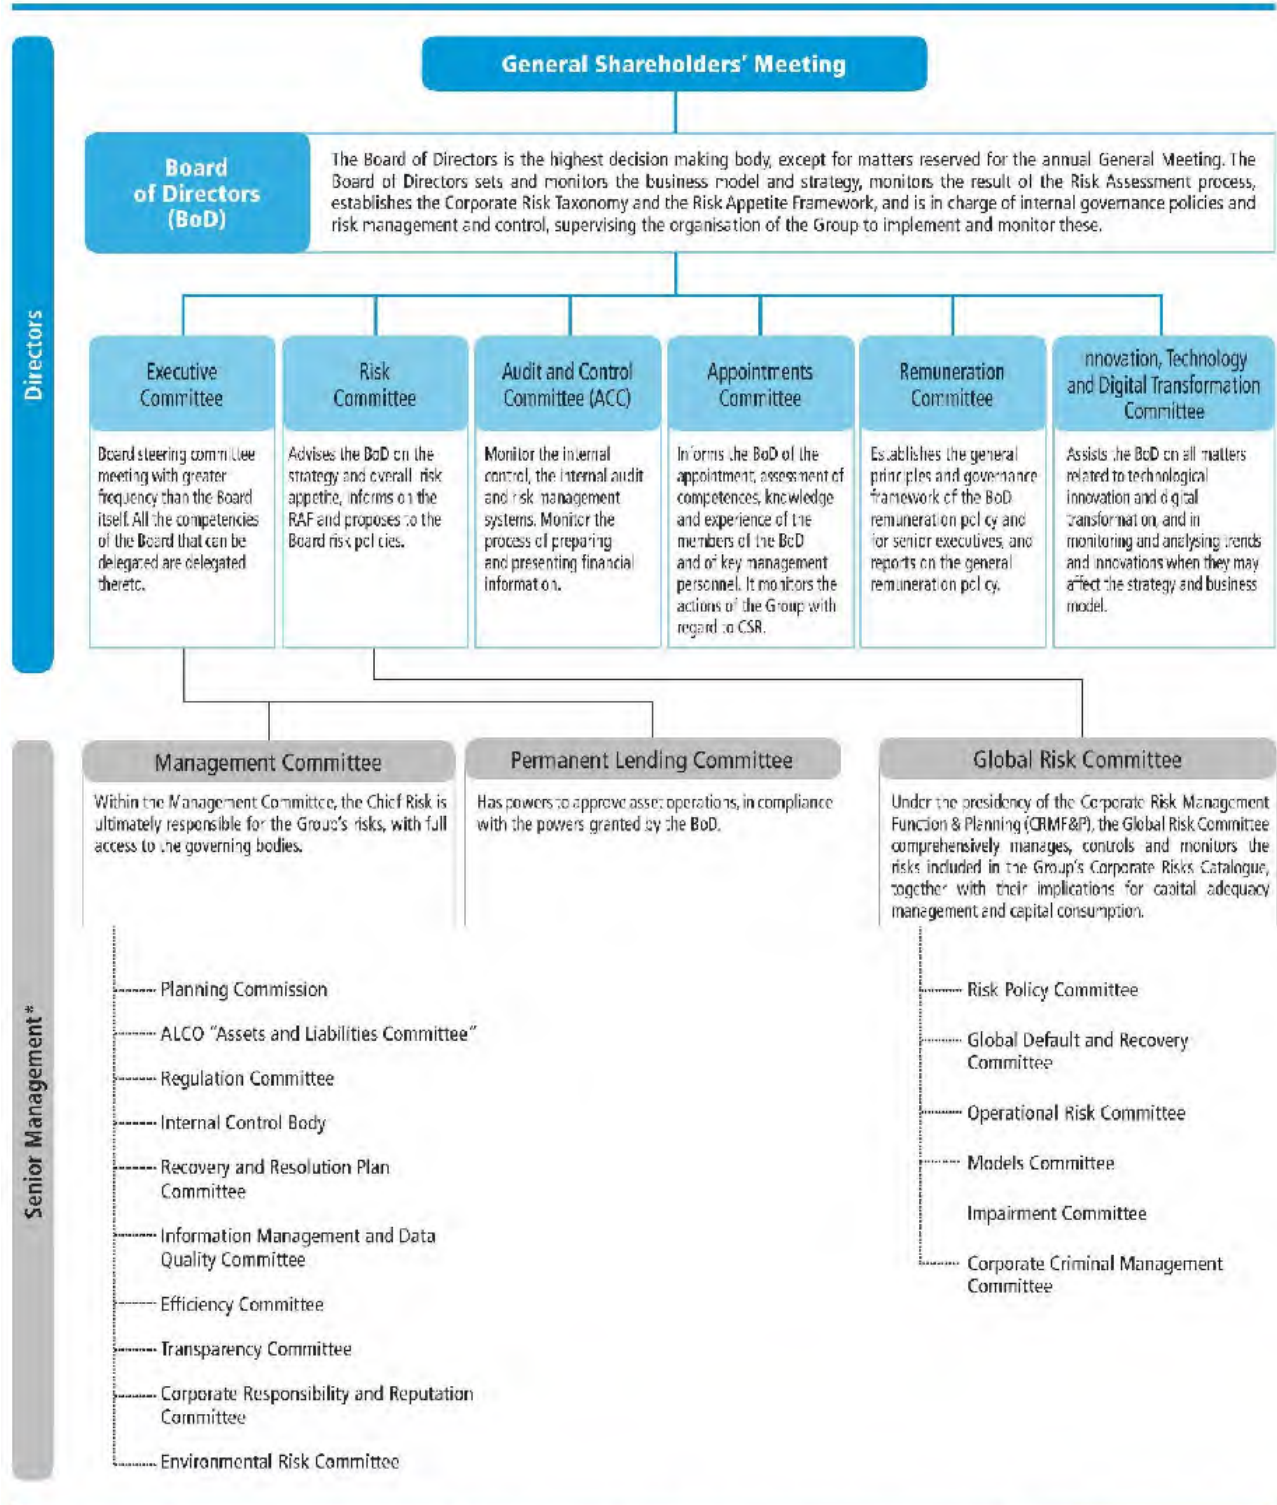 General Shareholders' Meeting
Board
of Directors
(BoD)
The Board of Directors is the highest decision making body, except for matters reserved for the annual General Meeting. The
Board of Directors sets and monitors the business model and strategy, monitors the result of the Risk Assessment process,
establishes the Corporate Risk Taxonomy and the Risk Appetite Framework, and is in charge of internal governance policies and
risk management and control, supervising the organisation of the Group to implement and monitor these.
Directors
Executive
Committee
Board steering committee
meeting with greater
frequency than the Board
itself. All the competencies
of the Board that can be
delegated are delegated
thereto.
Risk
Committee
Advises the BoD on the
strategy and overall risk
appetite, informs on the
RAF and proposes to the
Board risk policies.
Audit and Control
Committee (ACC)
Monitor the internal
control, the internal audit
and risk management
systems. Monitor the
process of preparing
and presenting financial
information.
Appointments
Committee
Informs the BoD of the
appointment, assessment of
competences, knowledge
and experience of the
members of the BoD
and of key management
personnel. It monitors the
actions of the Group with
regard to CSR.
Remuneration
Committee
Establishes the general
principles and governance
framework of the BoD
remuneration policy and
for senior executives, and
reports on the general
remuneration policy.
Innovation, Technology
and Digital Transformation
Committee
Assists the BoD on all matters
related to technological
innovation and digital
transformation, and in
monitoring and analysing trends
and innovations when they may
affect the strategy and business
model.
Senior Management*
Management Committee
Within the Management Committee, the Chief Risk is
ultimately responsible for the Group's risks, with full
access to the governing bodies.
Planning Commission
ALCO "Assets and Liabilities Committee"
Regulation Committee
Internal Control Body
Recovery and Resolution Plan
Committee
Information Management and Data
Quality Committee
Efficiency Committee
Transparency Committee
Corporate Responsibility and Reputation
Committee
Environmental Risk Committee
Permanent Lending Committee
Has powers to approve asset operations, in compliance
with the powers granted by the BoD.
Global Risk Committee
Under the presidency of the Corporate Risk Management
Function & Planning (CRMF&P), the Global Risk Committee
comprehensively manages, controls and monitors the
risks included in the Group's Corporate Risks Catalogue,
together with their implications for capital adequacy
management and capital consumption.
Risk Policy Committee
Global Default and Recovery
Committee
Operational Risk Committee
Models Committee
Impairment Committee
Corporate Criminal Management
Committee